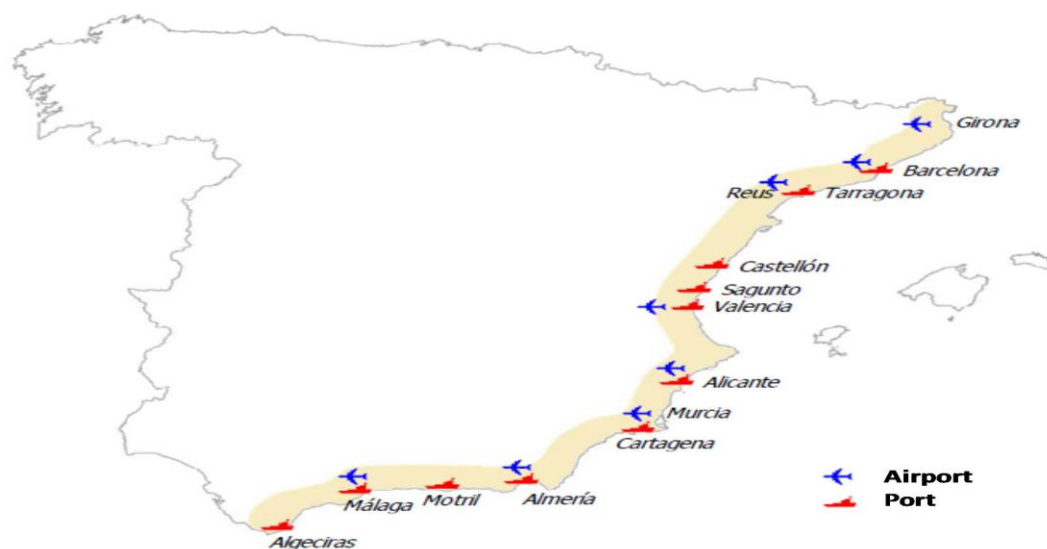 Girona
Barcelona
Reus
Tarragona
Castellón
Sagunto
Valencia
Alicante
Murcia
Cartagena
Airport
Port
Málaga
Motril
Almería
Algeciras